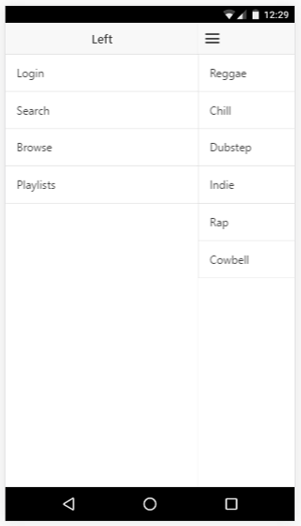 12:29
Left
Login
Search
Browse
Playlists
Reggae
Chill
Dubstep
Indie
Rap
Cowbell